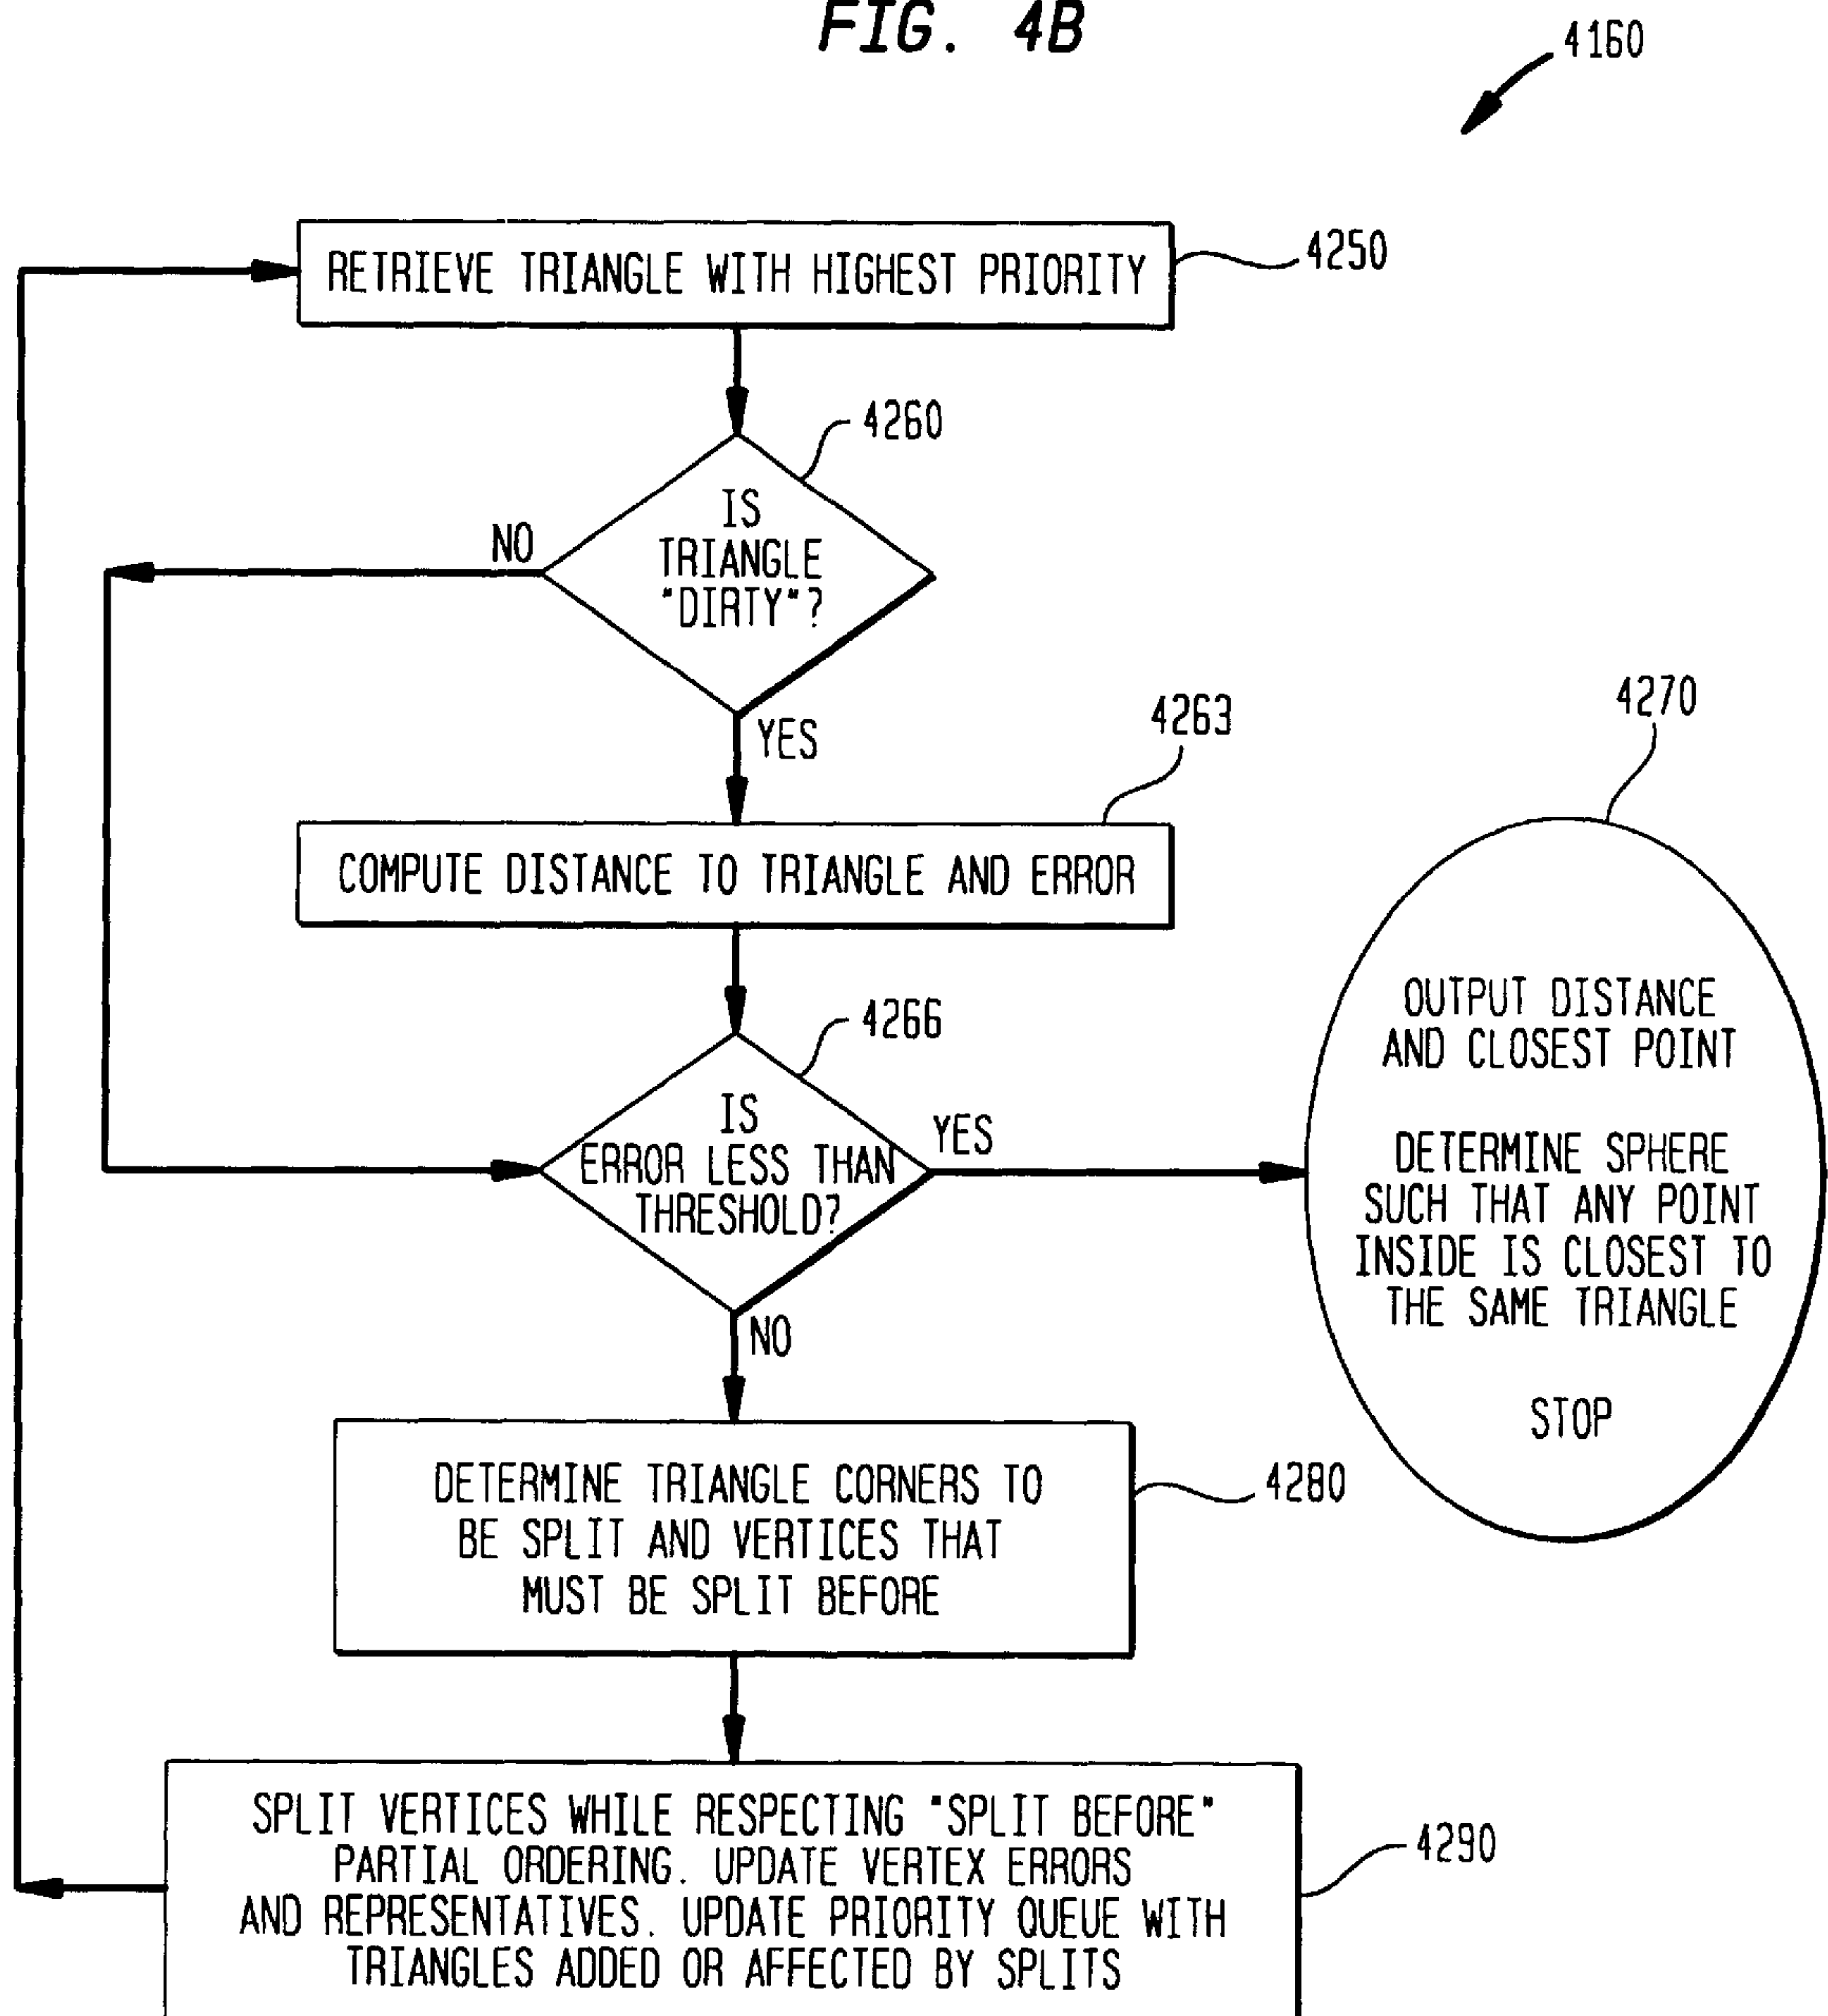 FIG. 4B
4160
RETRIEVE TRIANGLE WITH HIGHEST PRIORITY
4250
4260
IS
TRIANGLE
"DIRTY"?
NO
YES
4263
COMPUTE DISTANCE TO TRIANGLE AND ERROR
4266
IS
ERROR LESS THAN
THRESHOLD?
YES
NO
4270
OUTPUT DISTANCE
AND CLOSEST POINT
DETERMINE SPHERE
SUCH THAT ANY POINT
INSIDE IS CLOSEST TO
THE SAME TRIANGLE
STOP
DETERMINE TRIANGLE CORNERS TO
BE SPLIT AND VERTICES THAT
MUST BE SPLIT BEFORE
4280
SPLIT VERTICES WHILE RESPECTING "SPLIT BEFORE"
PARTIAL ORDERING. UPDATE VERTEX ERRORS
AND REPRESENTATIVES. UPDATE PRIORITY QUEUE WITH
TRIANGLES ADDED OR AFFECTED BY SPLITS
4290